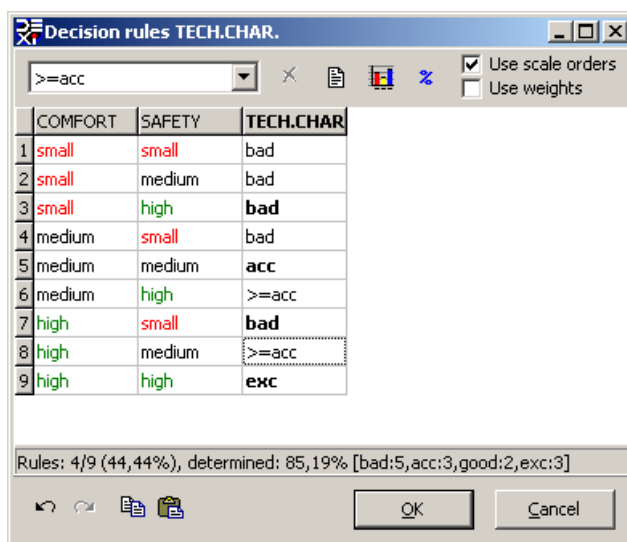 Decision rules TECH.CHAR.
>=acc
Use scale orders
Use weights
COMFORT SAFETY TECH.CHAR
1 small small bad
2 small medium bad
3 small high bad
4 medium small bad
5 medium medium acc
6 medium high >=acc
7 high small bad
8 high medium >=acc
9 high high exc
Rules: 4/9 (44,44%), determined: 85,19% [bad:5,acc:3,good:2,exc:3]
OK Cancel